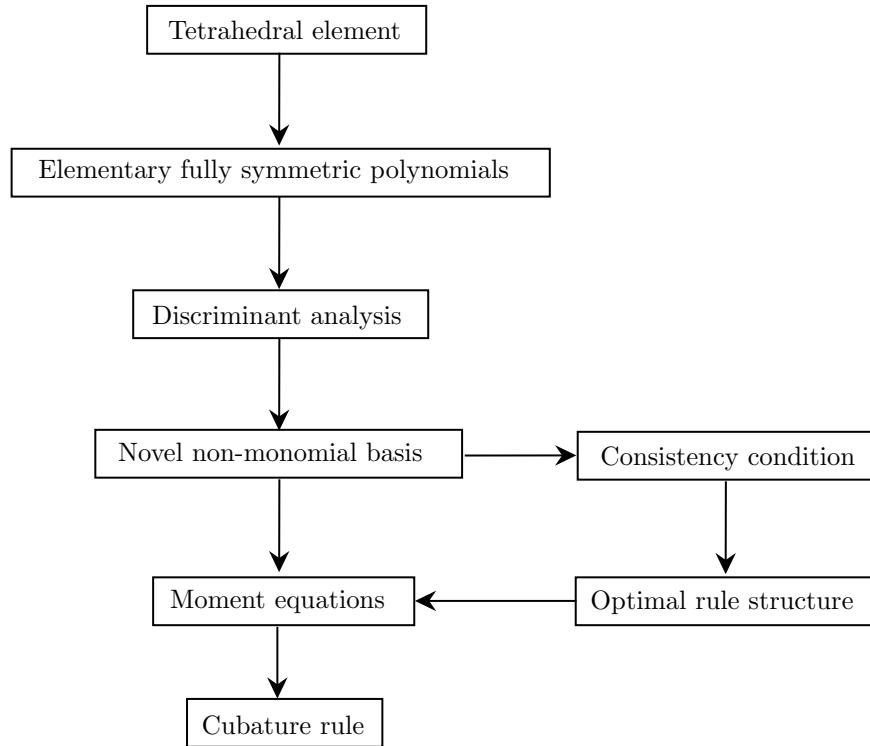 Tetrahedral element
Elementary fully symmetric polynomials
Discriminant analysis
Novel non-monomial basis
Consistency condition
Moment equations
Optimal rule structure
Cubature rule